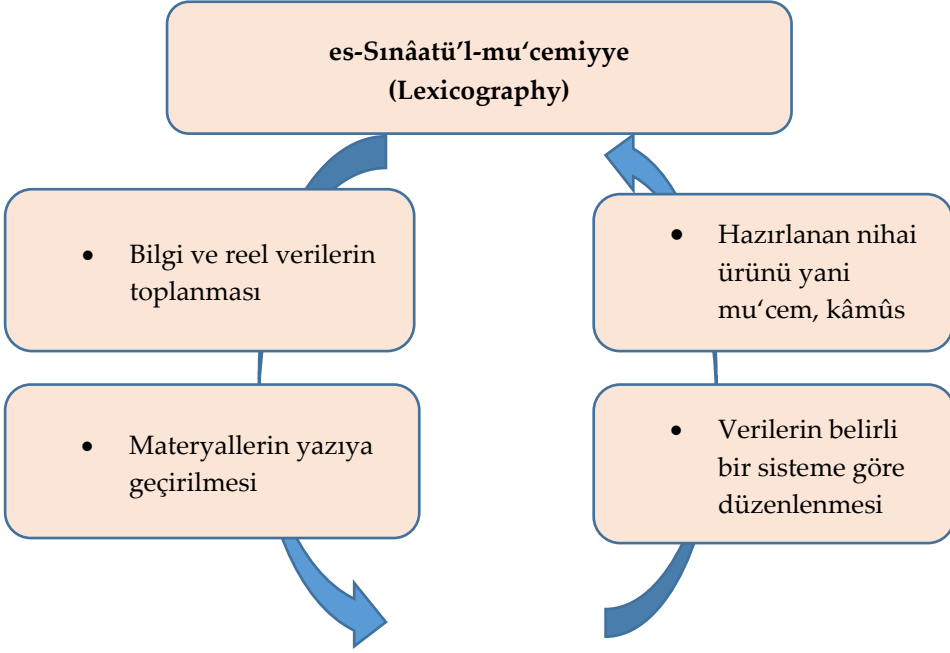 es-Sınâatü’l-mu‘cemiyye
(Lexicography)
• Bilgi ve reel verilerin
toplanması
• Materyallerin yazıya
geçirilmesi
• Hazırlanan nihai
ürünü yani
mu‘cem, kâmûs
• Verilerin belirli
bir sisteme göre
düzenlenmesi